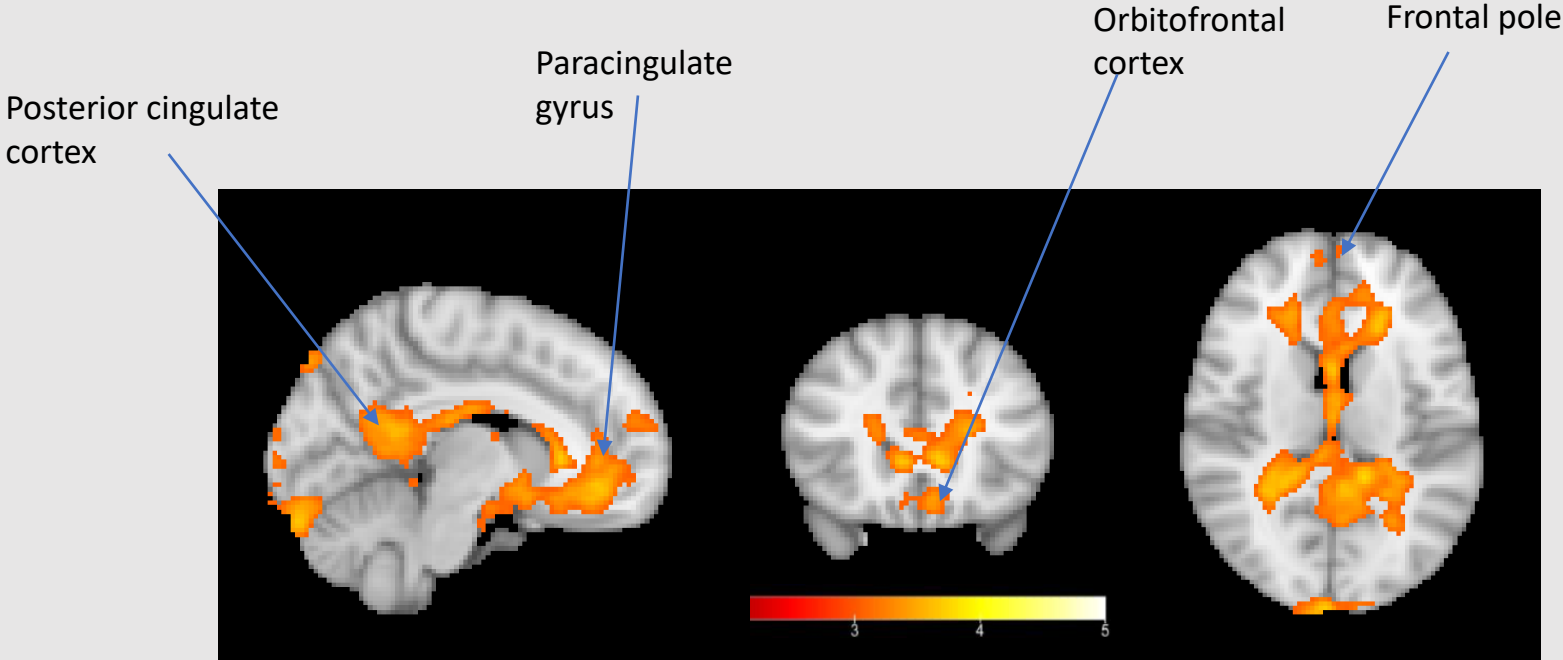 Orbitofrontal
cortex
Frontal pole
Paracingulate
gyrus
Posterior cingulate
cortex
3
4
5